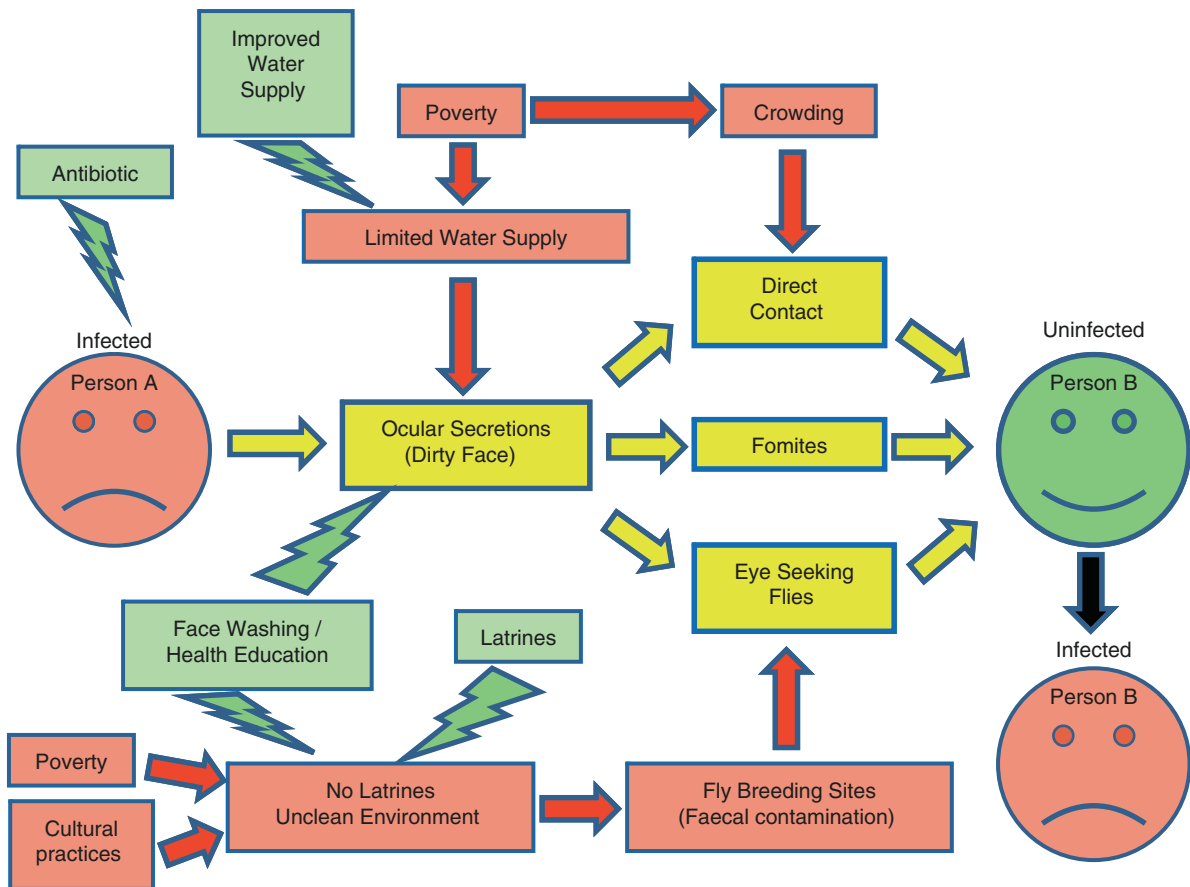 Improved
Water
Supply
Poverty
Crowding
Antibiotic
Limited Water Supply
Direct
Contact
Infected
Person A
Uninfected
Person B
Ocular Secretions
(Dirty Face)
Fomites
Eye Seeking
Flies
Face Washing /
Health Education
Latrines
Infected
Person B
Poverty
No Latrines
Unclean Environment
Fly Breeding Sites
(Faecal contamination)
Cultural
practices